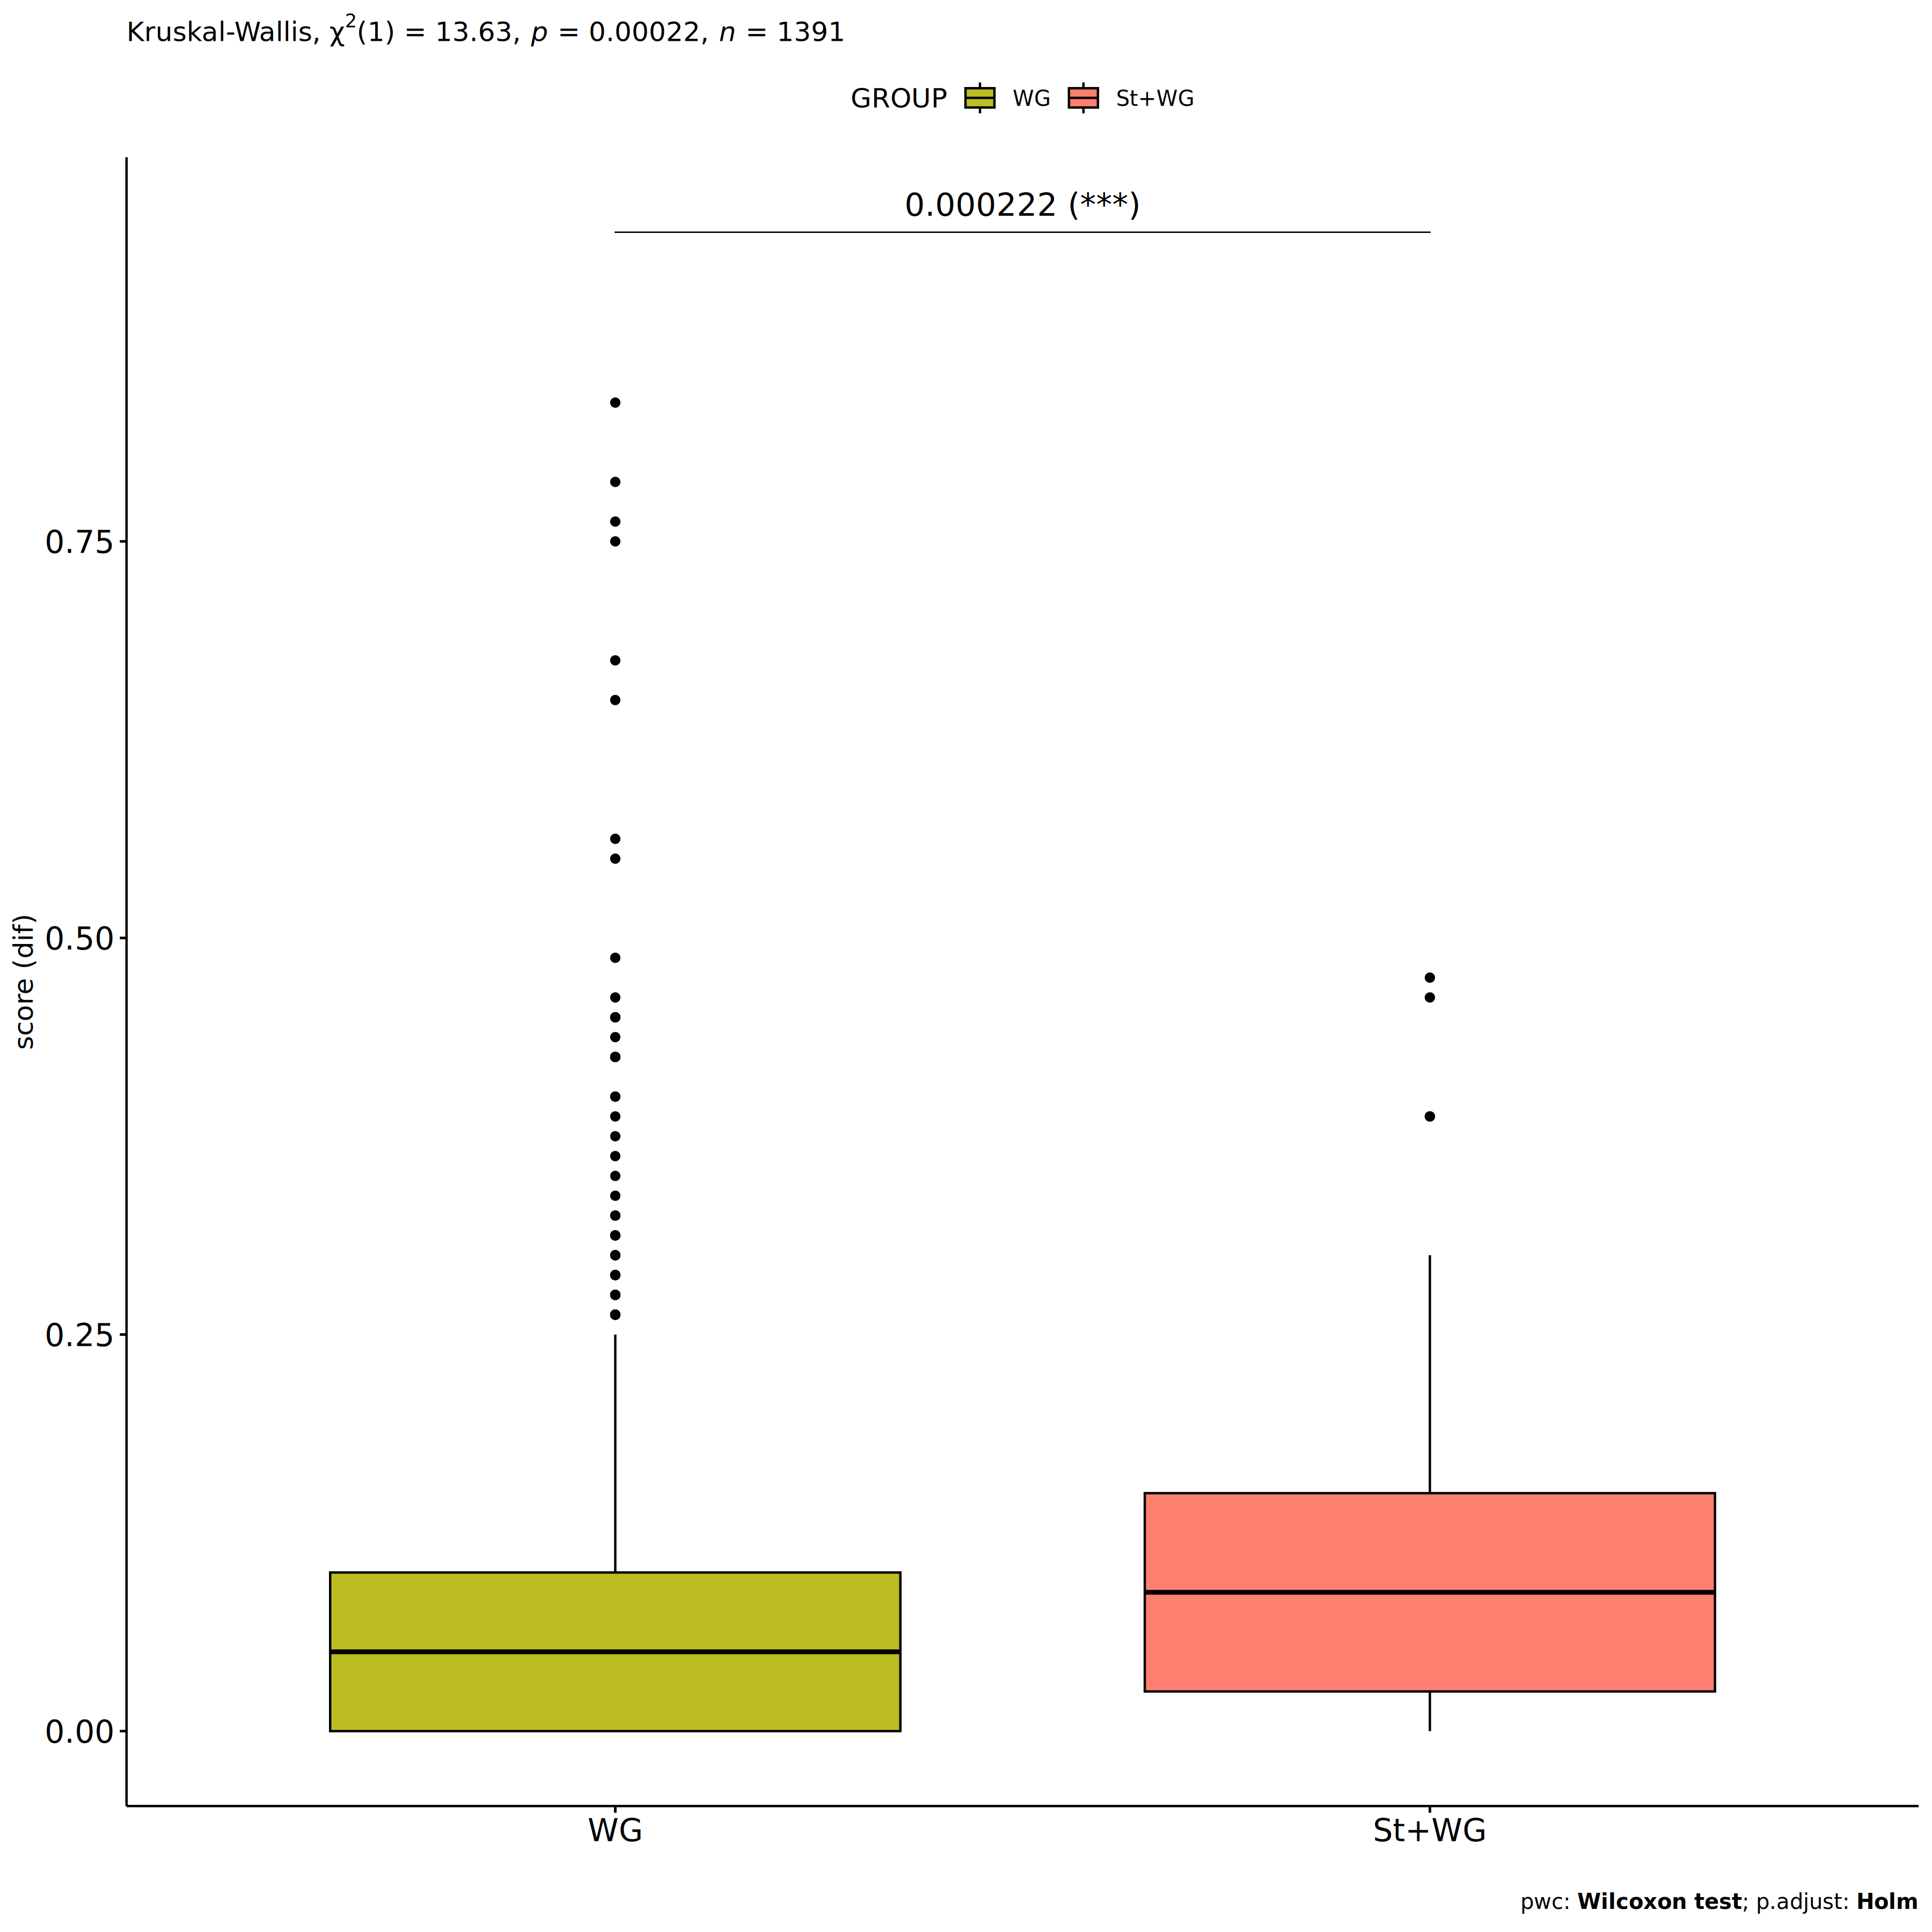 Kruskal-Wallis, χ²(1) = 13.63, p = 0.00022, n = 1391
GROUP WG St+WG
0.000222 (***)
0.75
0.50
0.25
0.00
score (dif)
WG St+WG
pwc: Wilcoxon test; p.adjust: Holm